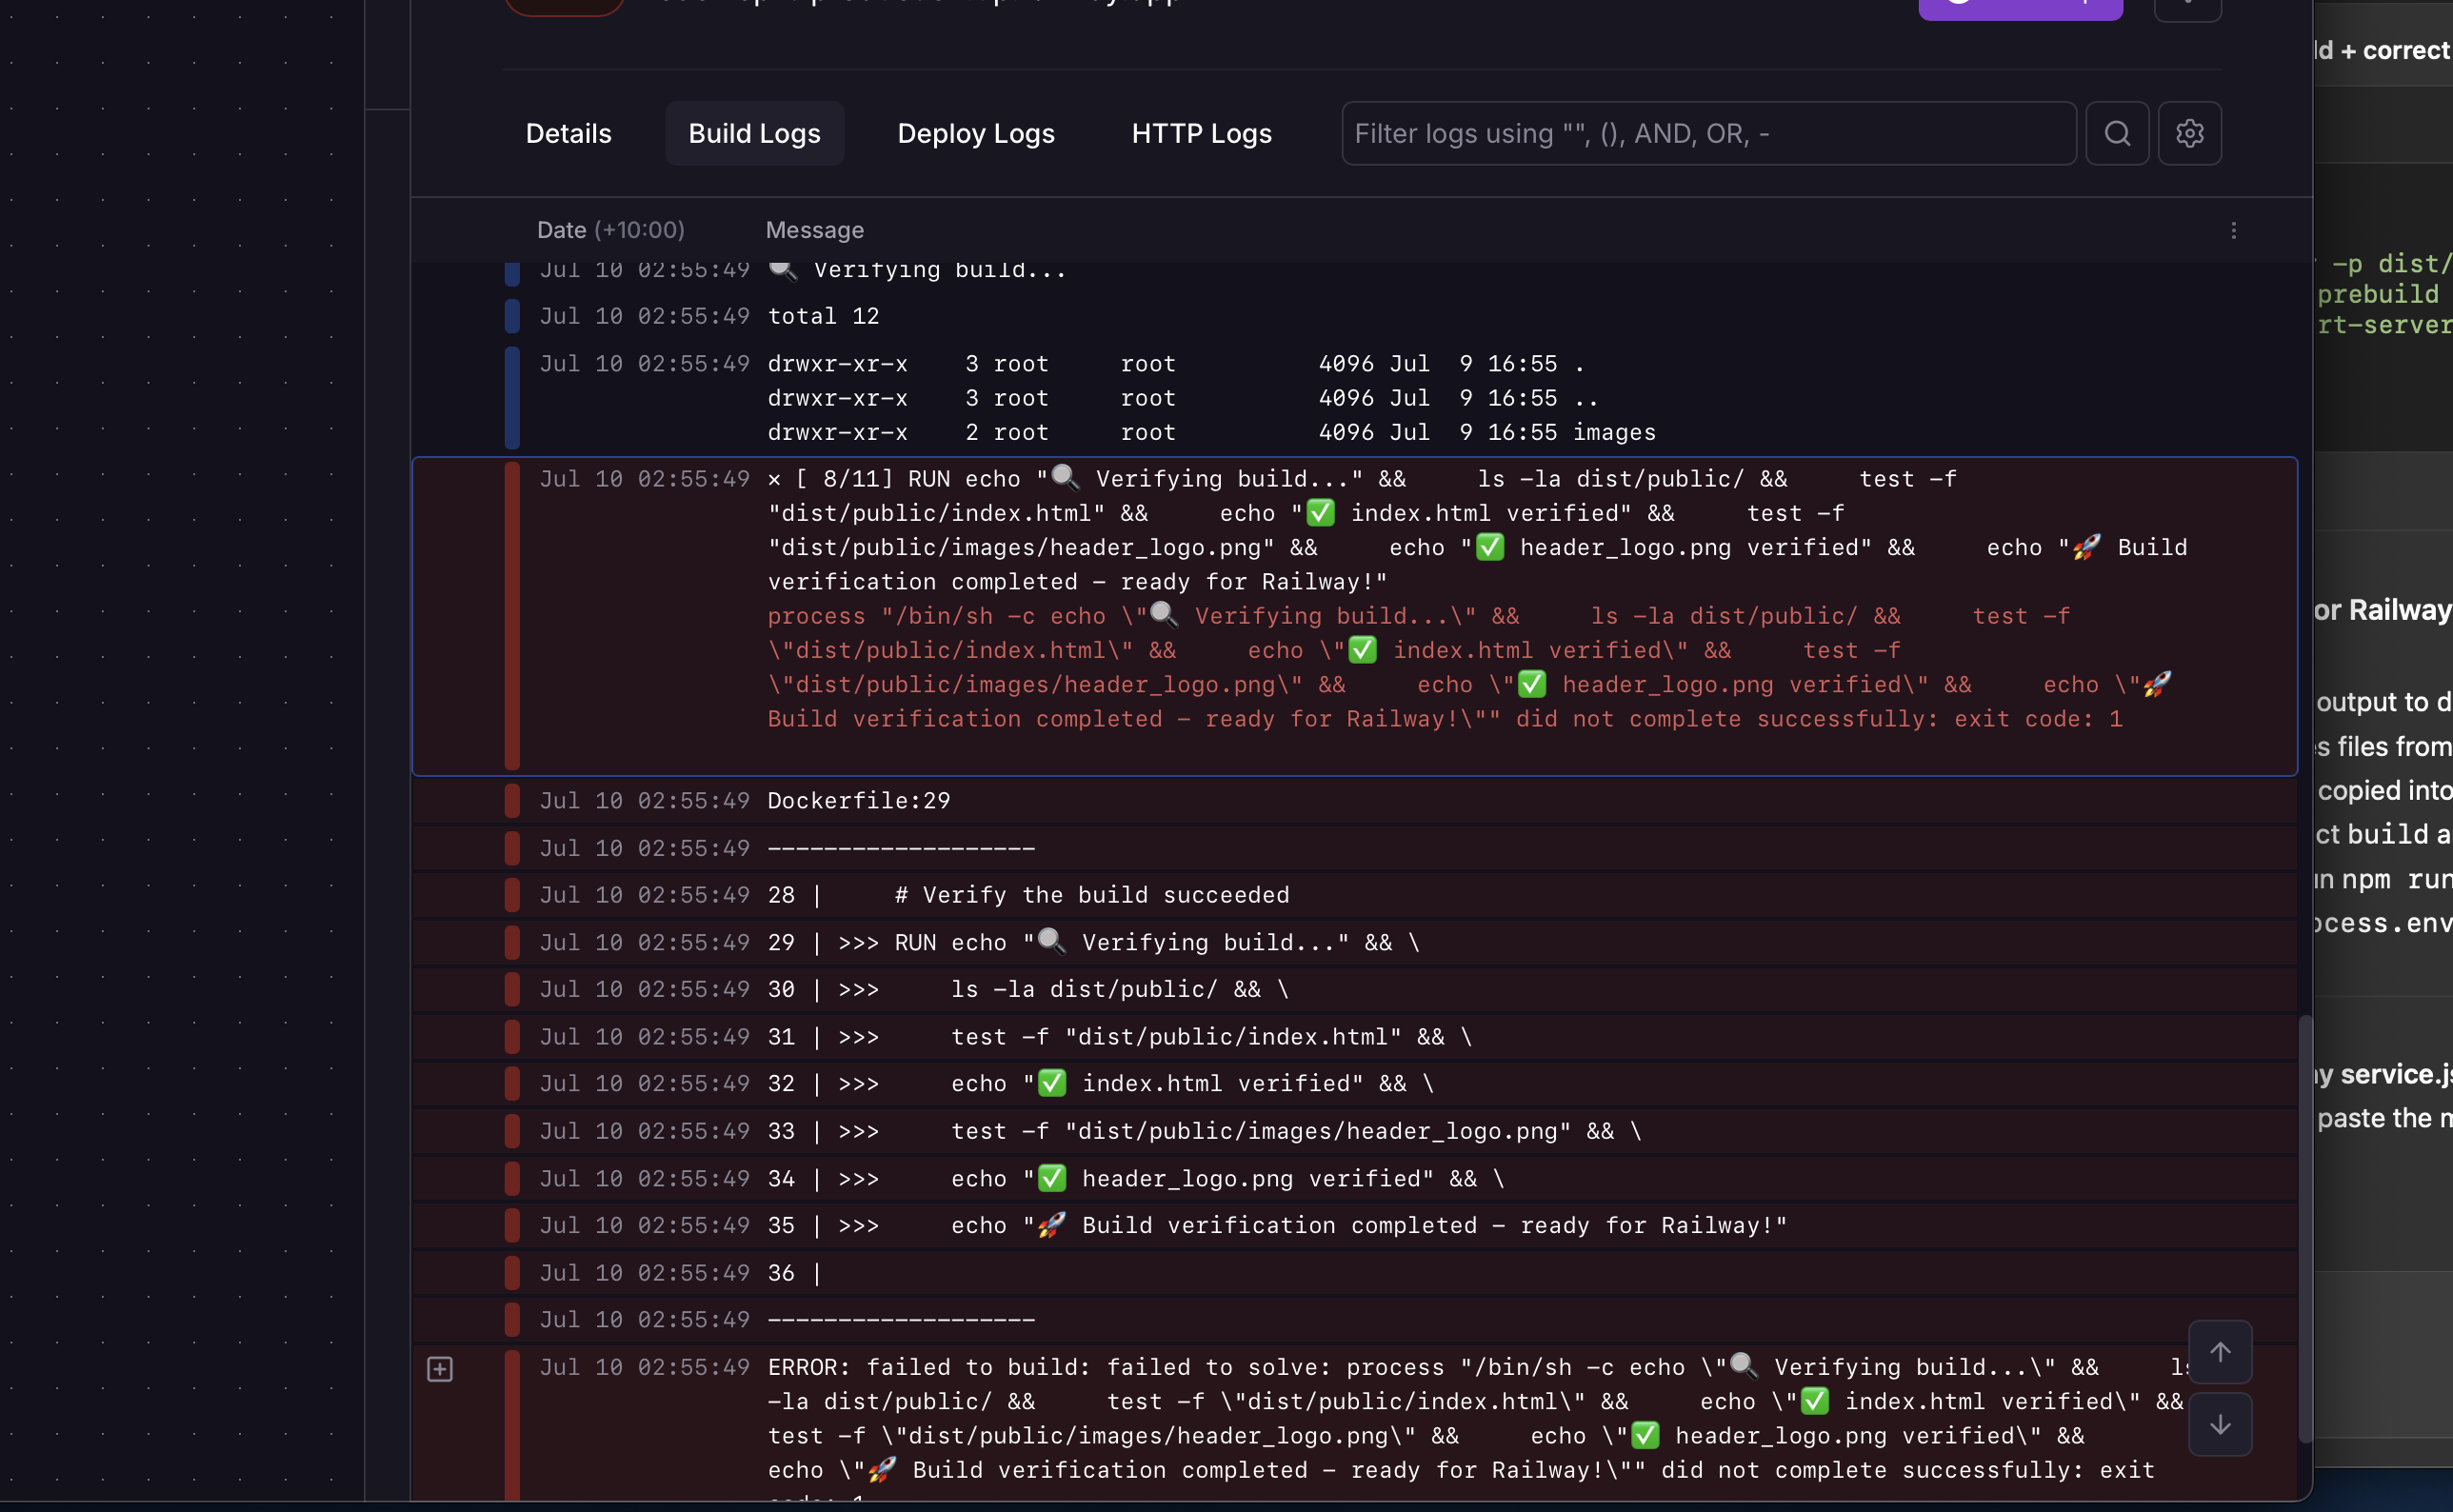 Details
Build Logs
Deploy Logs
HTTP Logs
Filter logs using "", (), AND, OR, -
Date (+10:00)
Message
Jul 10 02:55:49 🔍 Verifying build...
Jul 10 02:55:49 total 12
Jul 10 02:55:49 drwxr-xr-x    3 root     root          4096 Jul  9 16:55 .
drwxr-xr-x    3 root     root          4096 Jul  9 16:55 ..
drwxr-xr-x    2 root     root          4096 Jul  9 16:55 images
Jul 10 02:55:49 × [ 8/11] RUN echo "🔍 Verifying build..." &&     ls -la dist/public/ &&     test -f
"dist/public/index.html" &&     echo "✅ index.html verified" &&     test -f
"dist/public/images/header_logo.png" &&     echo "✅ header_logo.png verified" &&     echo "🚀 Build
verification completed - ready for Railway!"
process "/bin/sh -c echo \"🔍 Verifying build...\" &&     ls -la dist/public/ &&     test -f
\"dist/public/index.html\" &&     echo \"✅ index.html verified\" &&     test -f
\"dist/public/images/header_logo.png\" &&     echo \"✅ header_logo.png verified\" &&     echo \"🚀
Build verification completed - ready for Railway!\"" did not complete successfully: exit code: 1
Jul 10 02:55:49 Dockerfile:29
Jul 10 02:55:49 -------------------
Jul 10 02:55:49 28 |     # Verify the build succeeded
Jul 10 02:55:49 29 | >>> RUN echo "🔍 Verifying build..." && \
Jul 10 02:55:49 30 | >>>     ls -la dist/public/ && \
Jul 10 02:55:49 31 | >>>     test -f "dist/public/index.html" && \
Jul 10 02:55:49 32 | >>>     echo "✅ index.html verified" && \
Jul 10 02:55:49 33 | >>>     test -f "dist/public/images/header_logo.png" && \
Jul 10 02:55:49 34 | >>>     echo "✅ header_logo.png verified" && \
Jul 10 02:55:49 35 | >>>     echo "🚀 Build verification completed - ready for Railway!"
Jul 10 02:55:49 36 |
Jul 10 02:55:49 -------------------
Jul 10 02:55:49 ERROR: failed to build: failed to solve: process "/bin/sh -c echo \"🔍 Verifying build...\" &&     ls
-la dist/public/ &&     test -f \"dist/public/index.html\" &&     echo \"✅ index.html verified\" &&
test -f \"dist/public/images/header_logo.png\" &&     echo \"✅ header_logo.png verified\" &&
echo \"🚀 Build verification completed - ready for Railway!\"" did not complete successfully: exit
+ correct
-p dist/
prebuild
rt-server
or Railway
output to
files from
copied into
build
npm run
.env
service.
paste the